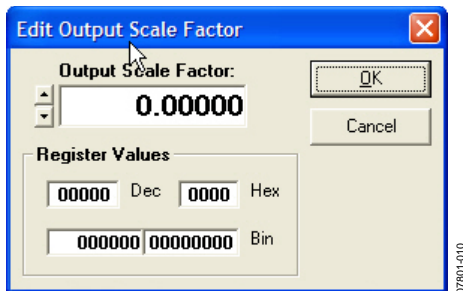 Edit Output Scale Factor
Output Scale Factor:
0.00000
OK
Cancel
Register Values
00000 Dec 0000 Hex
000000 00000000 Bin
07801-010